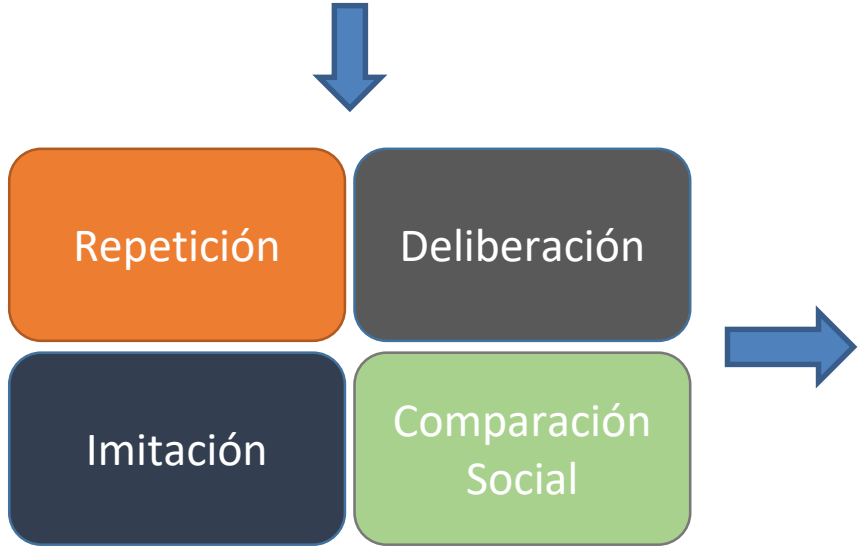 Repetición
Deliberación
Imitación
Comparación
Social